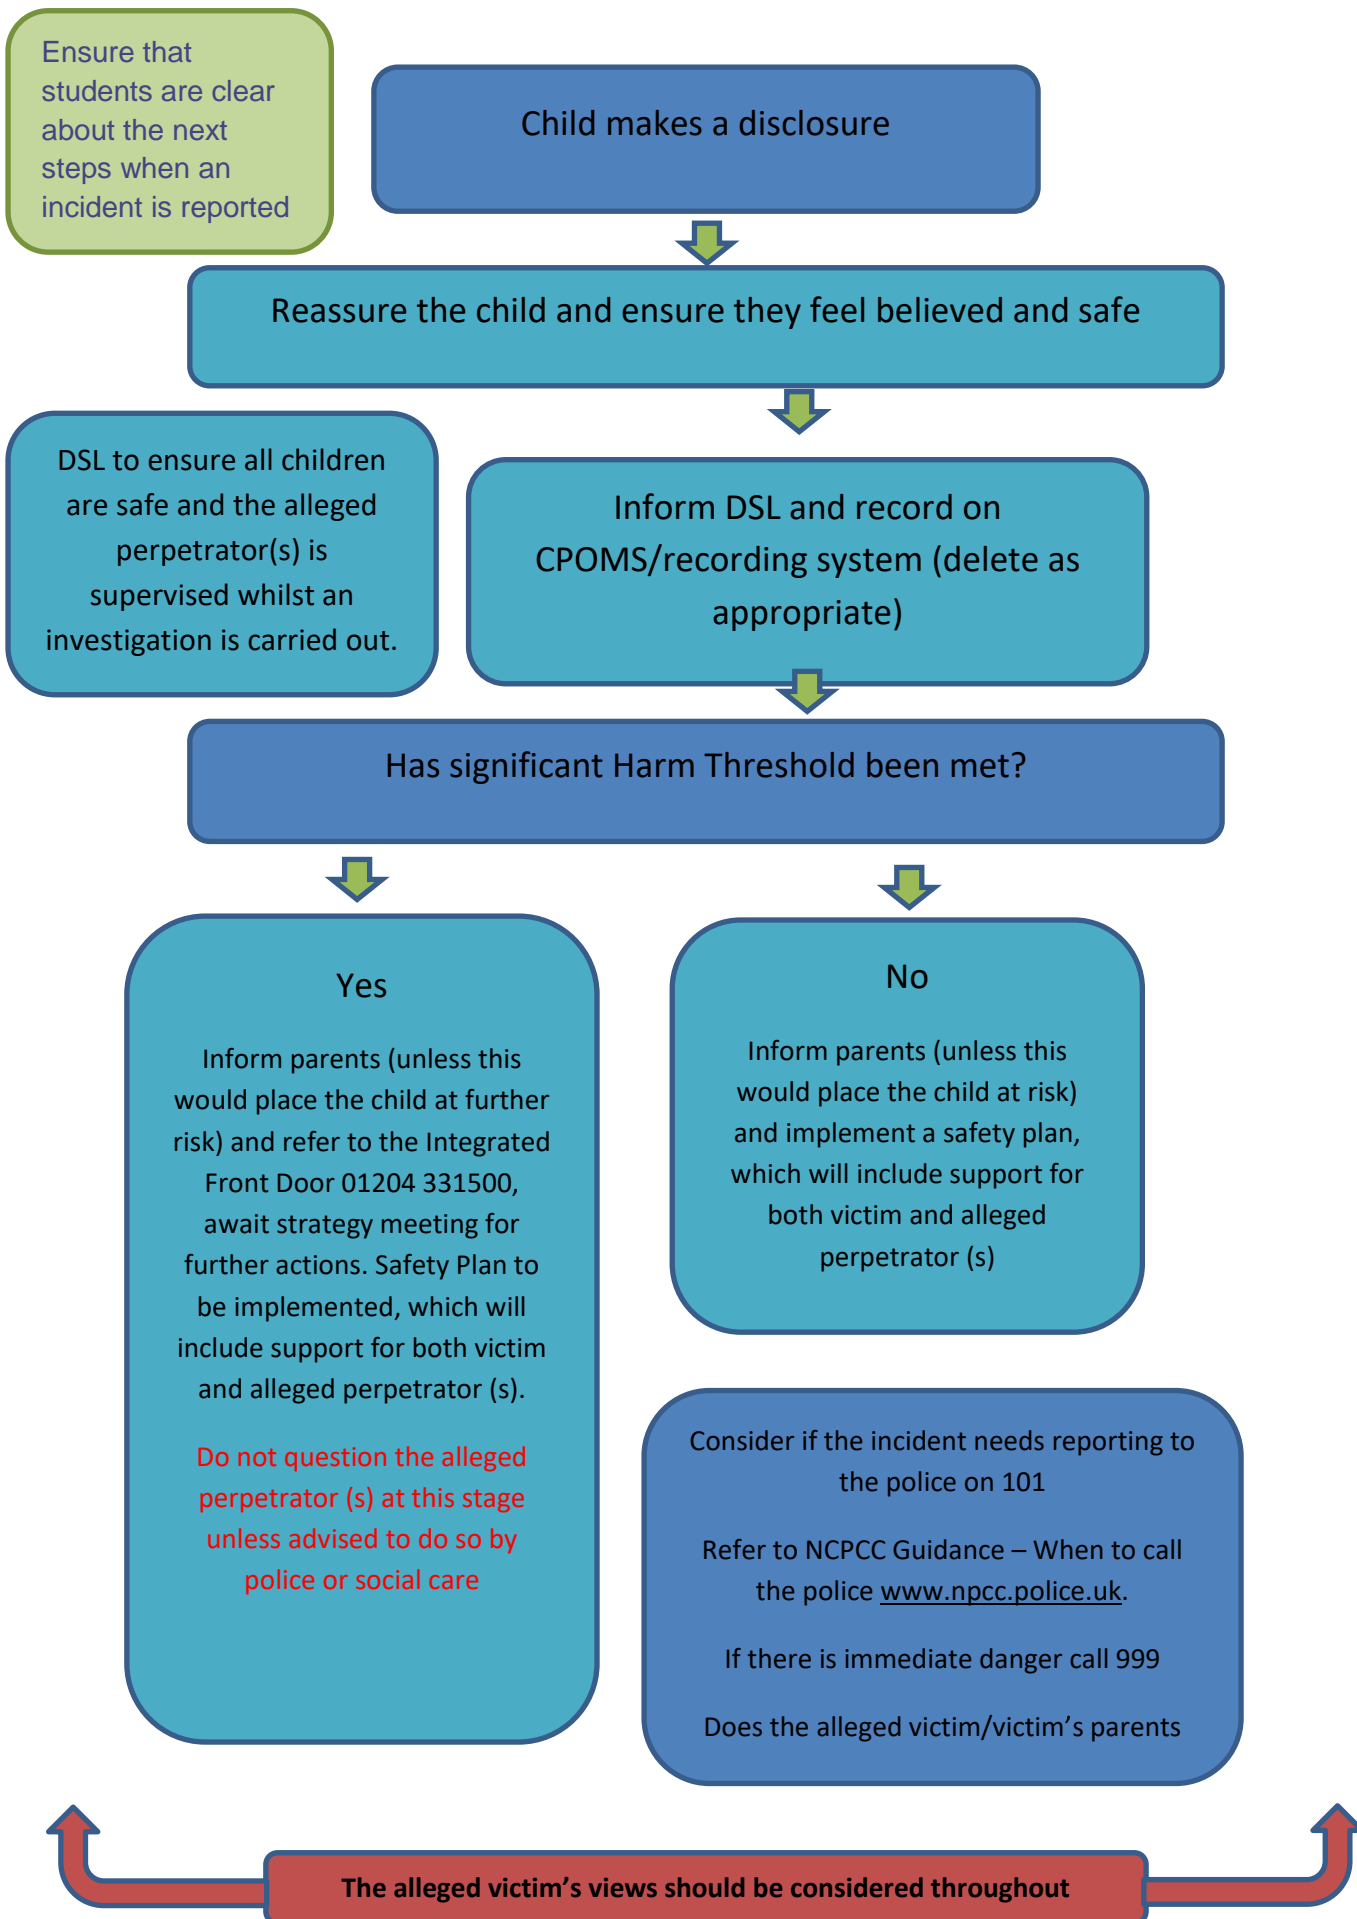 Ensure that
students are clear
about the next
steps when an
incident is reported
Child makes a disclosure
Reassure the child and ensure they feel believed and safe
DSL to ensure all children
are safe and the alleged
perpetrator(s) is
supervised whilst an
investigation is carried out.
Inform DSL and record on
CPOMS/recording system (delete as
appropriate)
Has significant Harm Threshold been met?
Yes
Inform parents (unless this
would place the child at further
risk) and refer to the Integrated
Front Door 01204 331500,
await strategy meeting for
further actions. Safety Plan to
be implemented, which will
include support for both victim
and alleged perpetrator (s).
Do not question the alleged
perpetrator (s) at this stage
unless advised to do so by
police or social care
No
Inform parents (unless this
would place the child at risk)
and implement a safety plan,
which will include support for
both victim and alleged
perpetrator (s)
Consider if the incident needs reporting to
the police on 101
Refer to NCPCC Guidance – When to call
the police www.npcc.police.uk.
If there is immediate danger call 999
Does the alleged victim/victim’s parents
The alleged victim’s views should be considered throughout